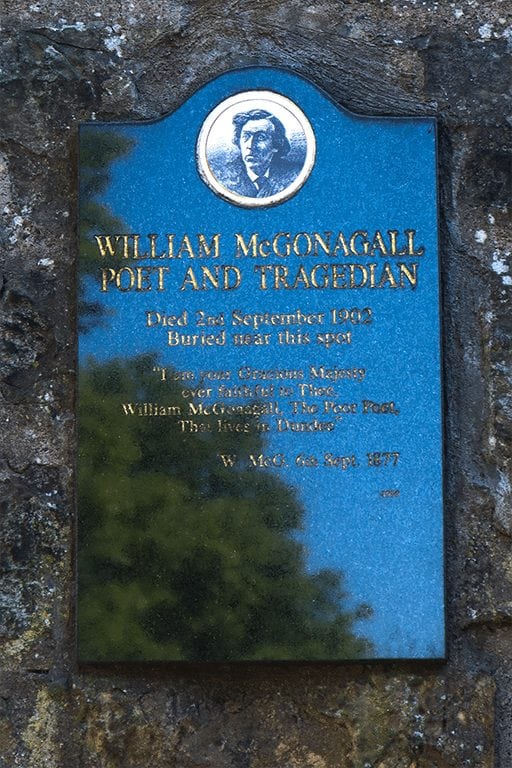 WILLIAM McGONAGALL
POET AND TRAGEDIAN
Died 2nd September 1902
Buried near this spot
"I am your Gracious Majesty
ever faithful to Thee,
William McGonagall, The Poor Poet,
That lives in Dundee"
W. McG. 6th Sept. 1877